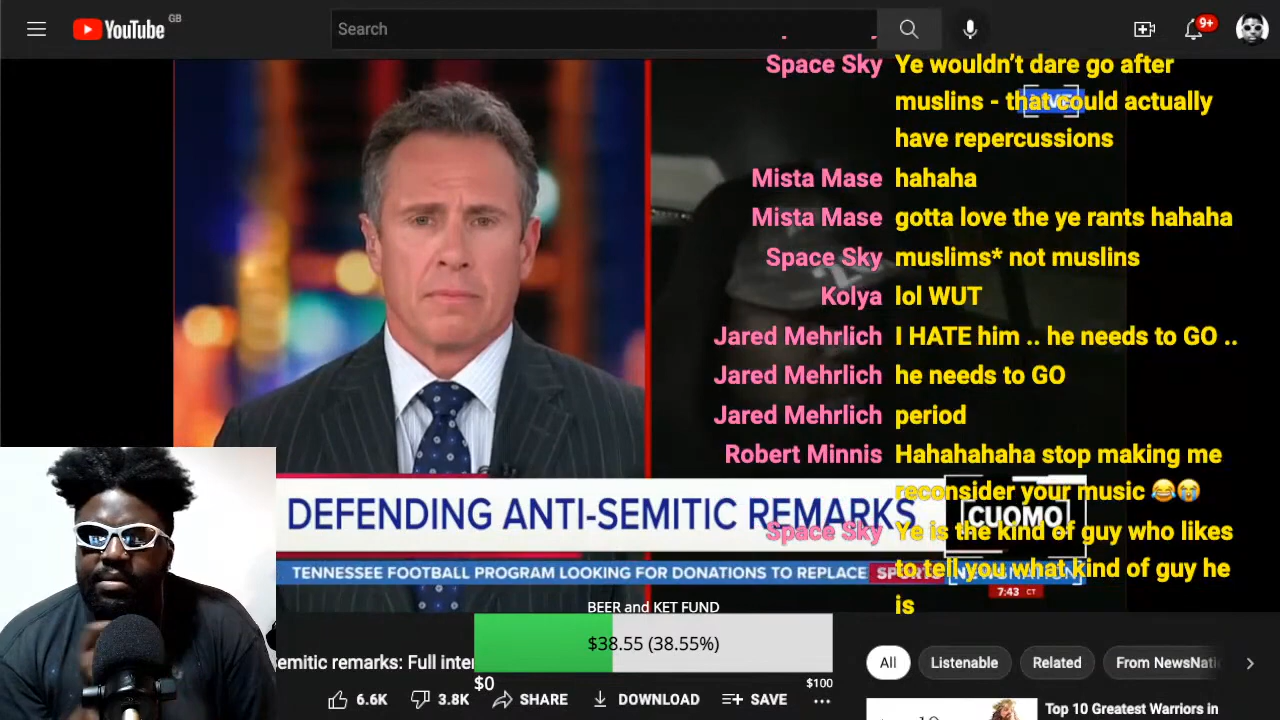 YouTube GB
Search
9+
Space Sky Ye wouldn't dare go after
muslins - that could actually
have repercussions
Mista Mase hahaha
Mista Mase gotta love the ye rants hahaha
Space Sky muslims* not muslins
Kolya lol WUT
Jared Mehrlich I HATE him .. he needs to GO ..
Jared Mehrlich he needs to GO
Jared Mehrlich period
Robert Minnis Hahahahaha stop making me
reconsider your music 😂😭
Space Sky Ye is the kind of guy who likes
to tell you what kind of guy he
is
DEFENDING ANTI-SEMITIC REMARKS
CUOMO
TENNESSEE FOOTBALL PROGRAM LOOKING FOR DONATIONS TO REPLACE SPORTS
7:43 CT
BEER and KET FUND
$38.55 (38.55%)
$0
$100
emitic remarks: Full inter
6.6K
3.8K
SHARE
DOWNLOAD
SAVE
All
Listenable
Related
From NewsNati
Top 10 Greatest Warriors in